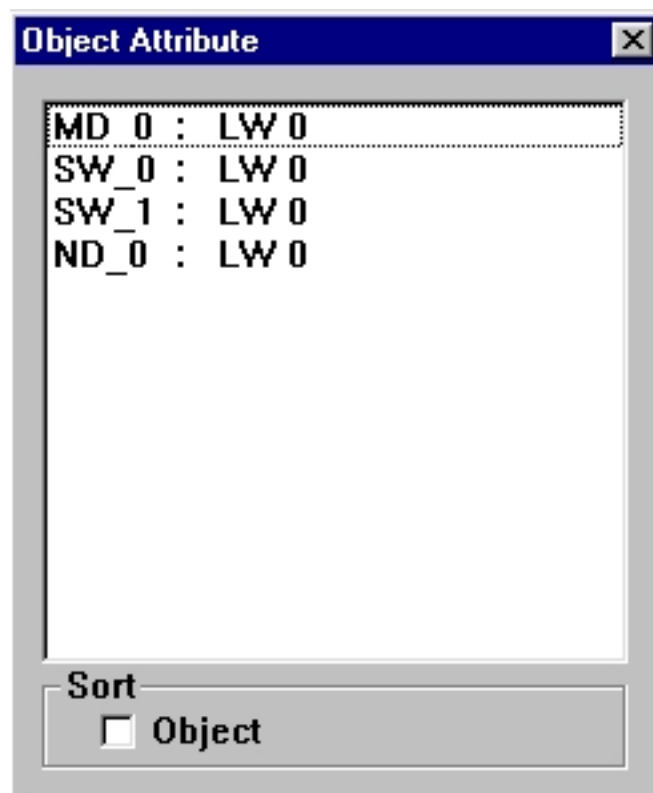 Object Attribute
MD_0 : LW 0
SW_0 : LW 0
SW_1 : LW 0
ND_0 : LW 0
Sort
Object